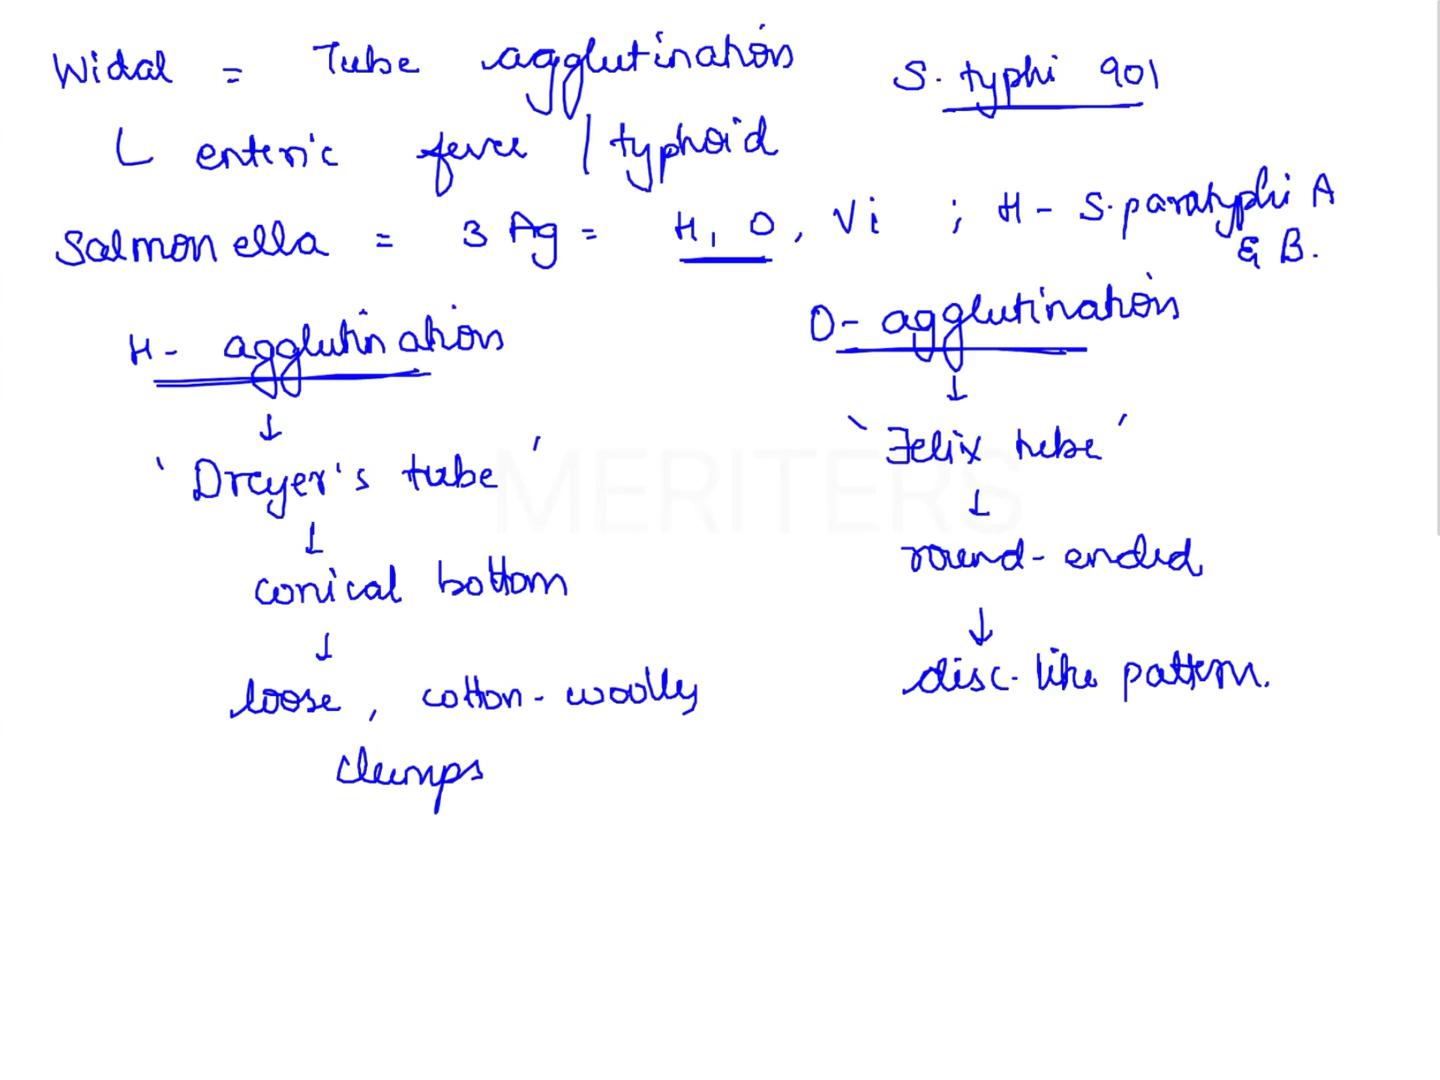 Widal = Tube agglutination S. typhi 901
L enteric fever / typhoid
Salmonella = 3 Ag = H, O, Vi ; H - S. paratyphi A
& B.
H - agglutination
O - agglutination
↓
↓
'Dreyer's tube'
'Felix tube'
↓
↓
conical bottom
round-ended
↓
↓
loose, cotton-woolly
disc-like pattern.
clumps
MERITERS